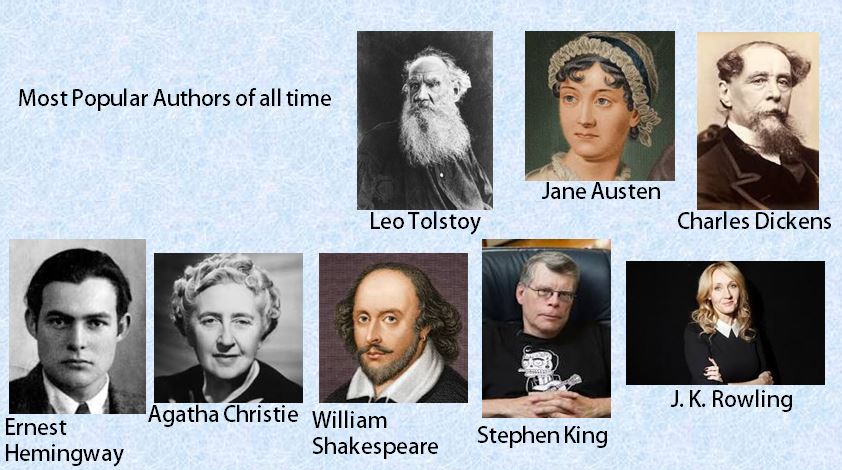 Most Popular Authors of all time
Leo Tolstoy
Jane Austen
Charles Dickens
Ernest
Hemingway
Agatha Christie
William
Shakespeare
Stephen King
J. K. Rowling